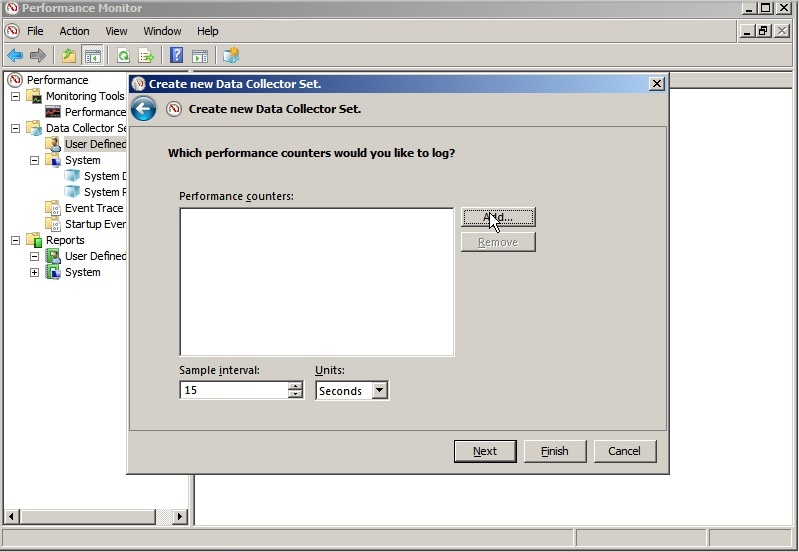 Performance Monitor
File Action View Window Help
Performance
Monitoring Tools
Performance
Data Collector Se
User Defined
System
System D
System P
Event Trace
Startup Even
Reports
User Defined
System
Create new Data Collector Set.
Create new Data Collector Set.
Which performance counters would you like to log?
Performance counters:
Add...
Remove
Sample interval:
Units:
15
Seconds
Next
Finish
Cancel